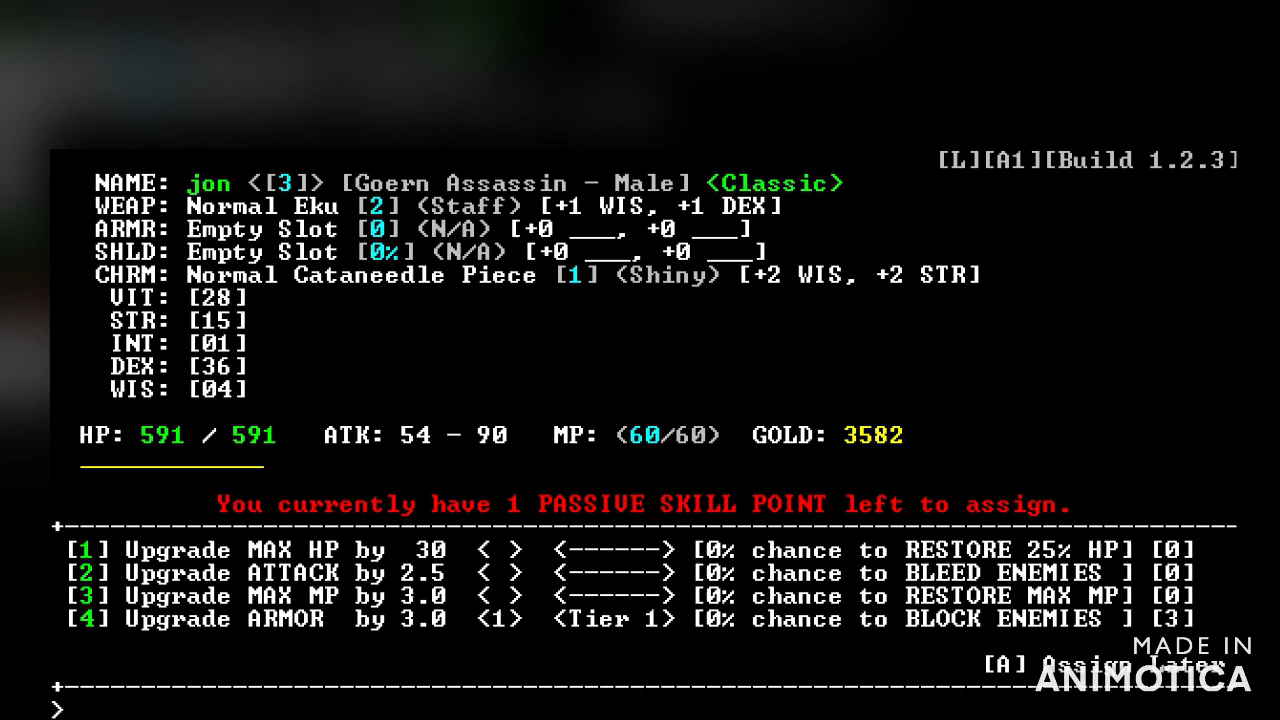 [L][A1][Build 1.2.3]
NAME: jon <[3]> [Goern Assassin - Male] <Classic>
WEAP: Normal Eku [2] (Staff) [+1 WIS, +1 DEX]
ARMR: Empty Slot [0] (N/A) [+0 ___, +0 ___]
SHLD: Empty Slot [0%] (N/A) [+0 ___, +0 ___]
CHRM: Normal Cataneedle Piece [1] (Shiny) [+2 WIS, +2 STR]
VIT: [28]
STR: [15]
INT: [01]
DEX: [36]
WIS: [04]
HP: 591 / 591 ATK: 54 - 90 MP: (60/60) GOLD: 3582
You currently have 1 PASSIVE SKILL POINT left to assign.
[1] Upgrade MAX HP by 30 < > <------> [0% chance to RESTORE 25% HP] [0]
[2] Upgrade ATTACK by 2.5 < > <------> [0% chance to BLEED ENEMIES ] [0]
[3] Upgrade MAX MP by 3.0 < > <------> [0% chance to RESTORE MAX MP] [0]
[4] Upgrade ARMOR by 3.0 <1> <Tier 1> [0% chance to BLOCK ENEMIES ] [3]
[A] Assign Later
MADE IN
ANIMOTICA
>